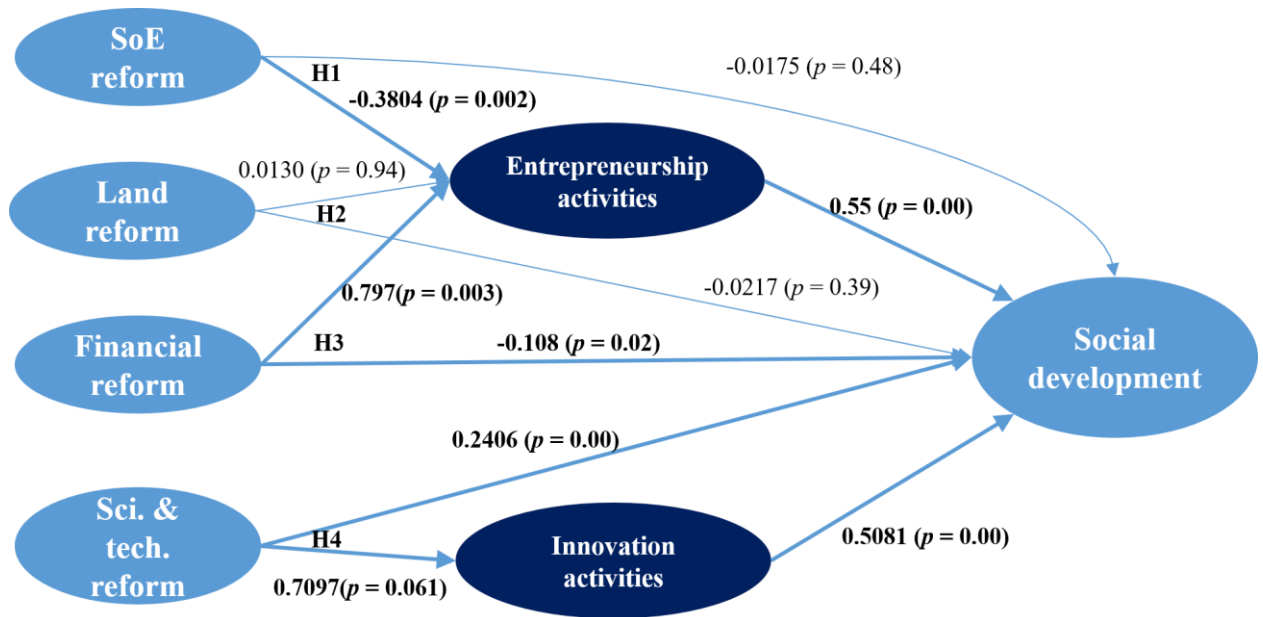 SoE
reform
H1
-0.3804 (p = 0.002)
-0.0175 (p = 0.48)
Land
reform
0.0130 (p = 0.94)
H2
Entrepreneurship
activities
0.55 (p = 0.00)
-0.0217 (p = 0.39)
Financial
reform
0.797(p = 0.003)
H3
-0.108 (p = 0.02)
Social
development
Sci. &
tech.
reform
0.2406 (p = 0.00)
H4
0.7097(p = 0.061)
Innovation
activities
0.5081 (p = 0.00)